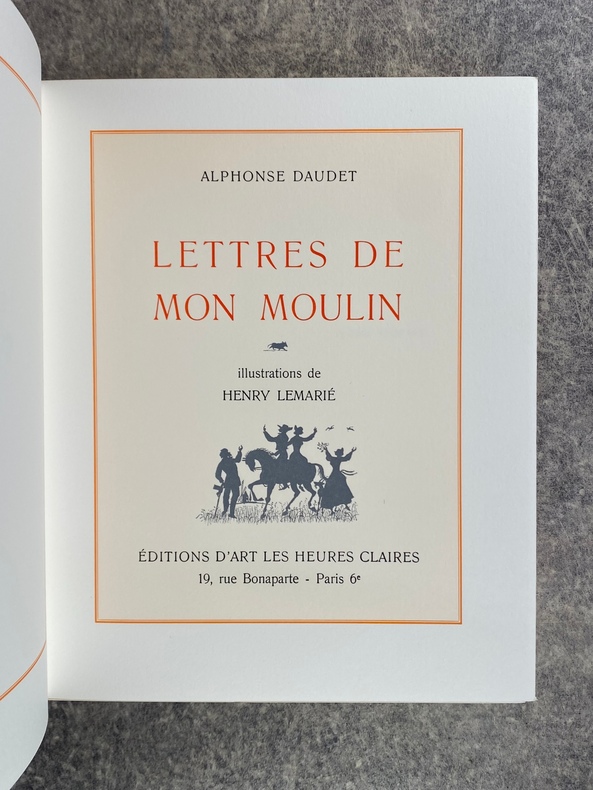 ALPHONSE DAUDET
LETTRES DE
MON MOULIN
illustrations de
HENRY LEMARIÉ
ÉDITIONS D'ART LES HEURES CLAIRES
19, rue Bonaparte - Paris 6e